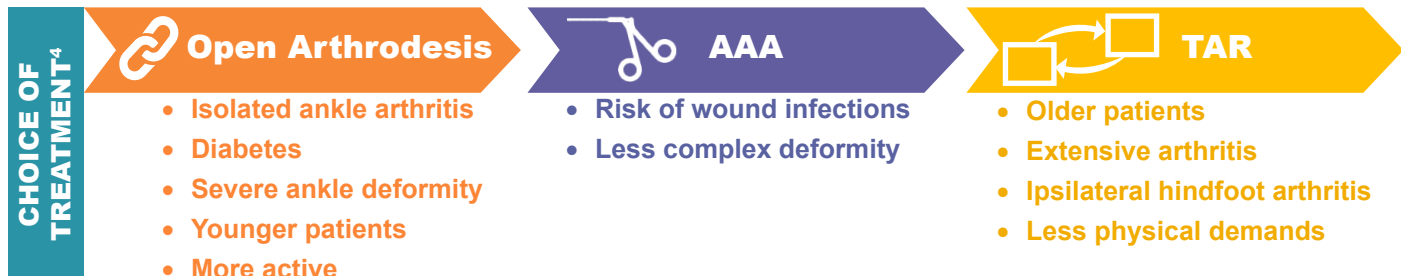 CHOICE OF
TREATMENT⁴
Open Arthrodesis
• Isolated ankle arthritis
• Diabetes
• Severe ankle deformity
• Younger patients
• More active
AAA
• Risk of wound infections
• Less complex deformity
TAR
• Older patients
• Extensive arthritis
• Ipsilateral hindfoot arthritis
• Less physical demands